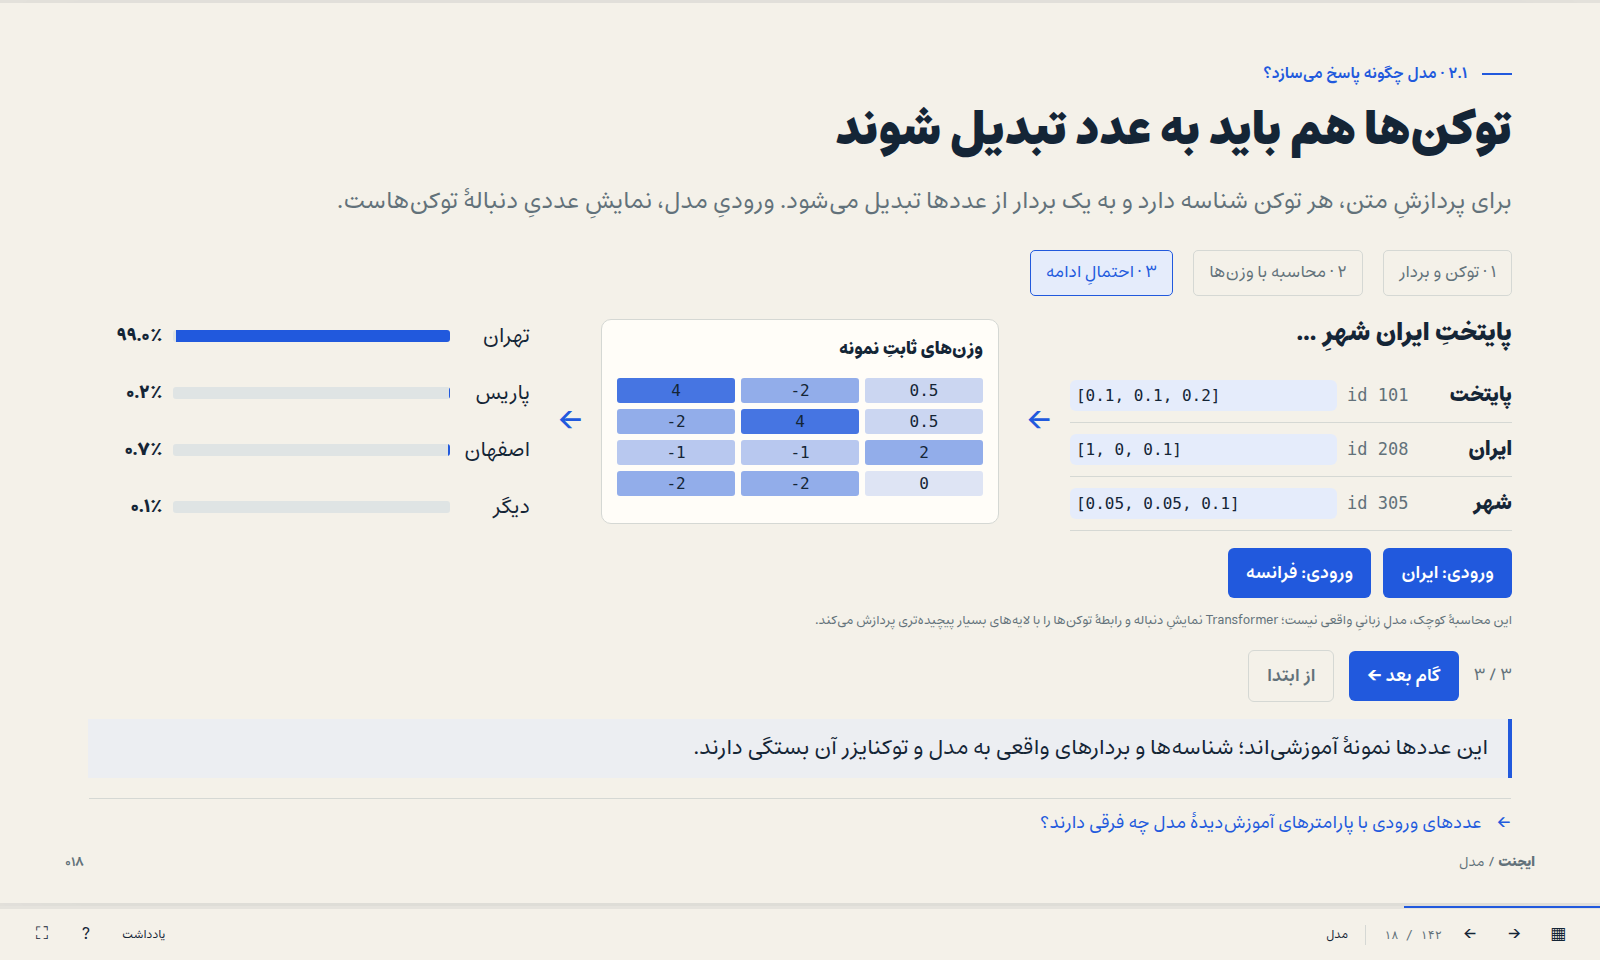 ۰۲.۱ · مدل چگونه پاسخ می‌سازد؟
توکن‌ها هم باید به عدد تبدیل شوند
برای پردازشِ متن، هر توکن شناسه دارد و به یک بردار از عددها تبدیل می‌شود. ورودیِ مدل، نمایشِ عددیِ دنبالهٔ توکن‌هاست.
۰۱ · توکن و بردار
۰۲ · محاسبه با وزن‌ها
۰۳ · احتمالِ ادامه
پایتختِ ایران شهرِ ...
پایتخت id 101 [0.1, 0.1, 0.2]
ایران id 208 [1, 0, 0.1]
شهر id 305 [0.05, 0.05, 0.1]
←
وزن‌های ثابتِ نمونه
4 -2 0.5
-2 4 0.5
-1 -1 2
-2 -2 0
←
تهران ۹۹.۰٪
پاریس ۰.۲٪
اصفهان ۰.۷٪
دیگر ۰.۱٪
ورودی: ایران
ورودی: فرانسه
این محاسبهٔ کوچک، مدلِ زبانیِ واقعی نیست؛ Transformer نمایشِ دنباله و رابطهٔ توکن‌ها را با لایه‌های بسیار پیچیده‌تری پردازش می‌کند.
۳ / ۳
گام بعد ←
از ابتدا
این عددها نمونهٔ آموزشی‌اند؛ شناسه‌ها و بردارهای واقعی به مدل و توکنایزر آن بستگی دارند.
← عددهای ورودی با پارامترهای آموزش‌دیدهٔ مدل چه فرقی دارند؟
ایجنت / مدل
۰۱۸
▦ → ← ۱۸ / ۱۴۲ مدل
یادداشت ? ⛶